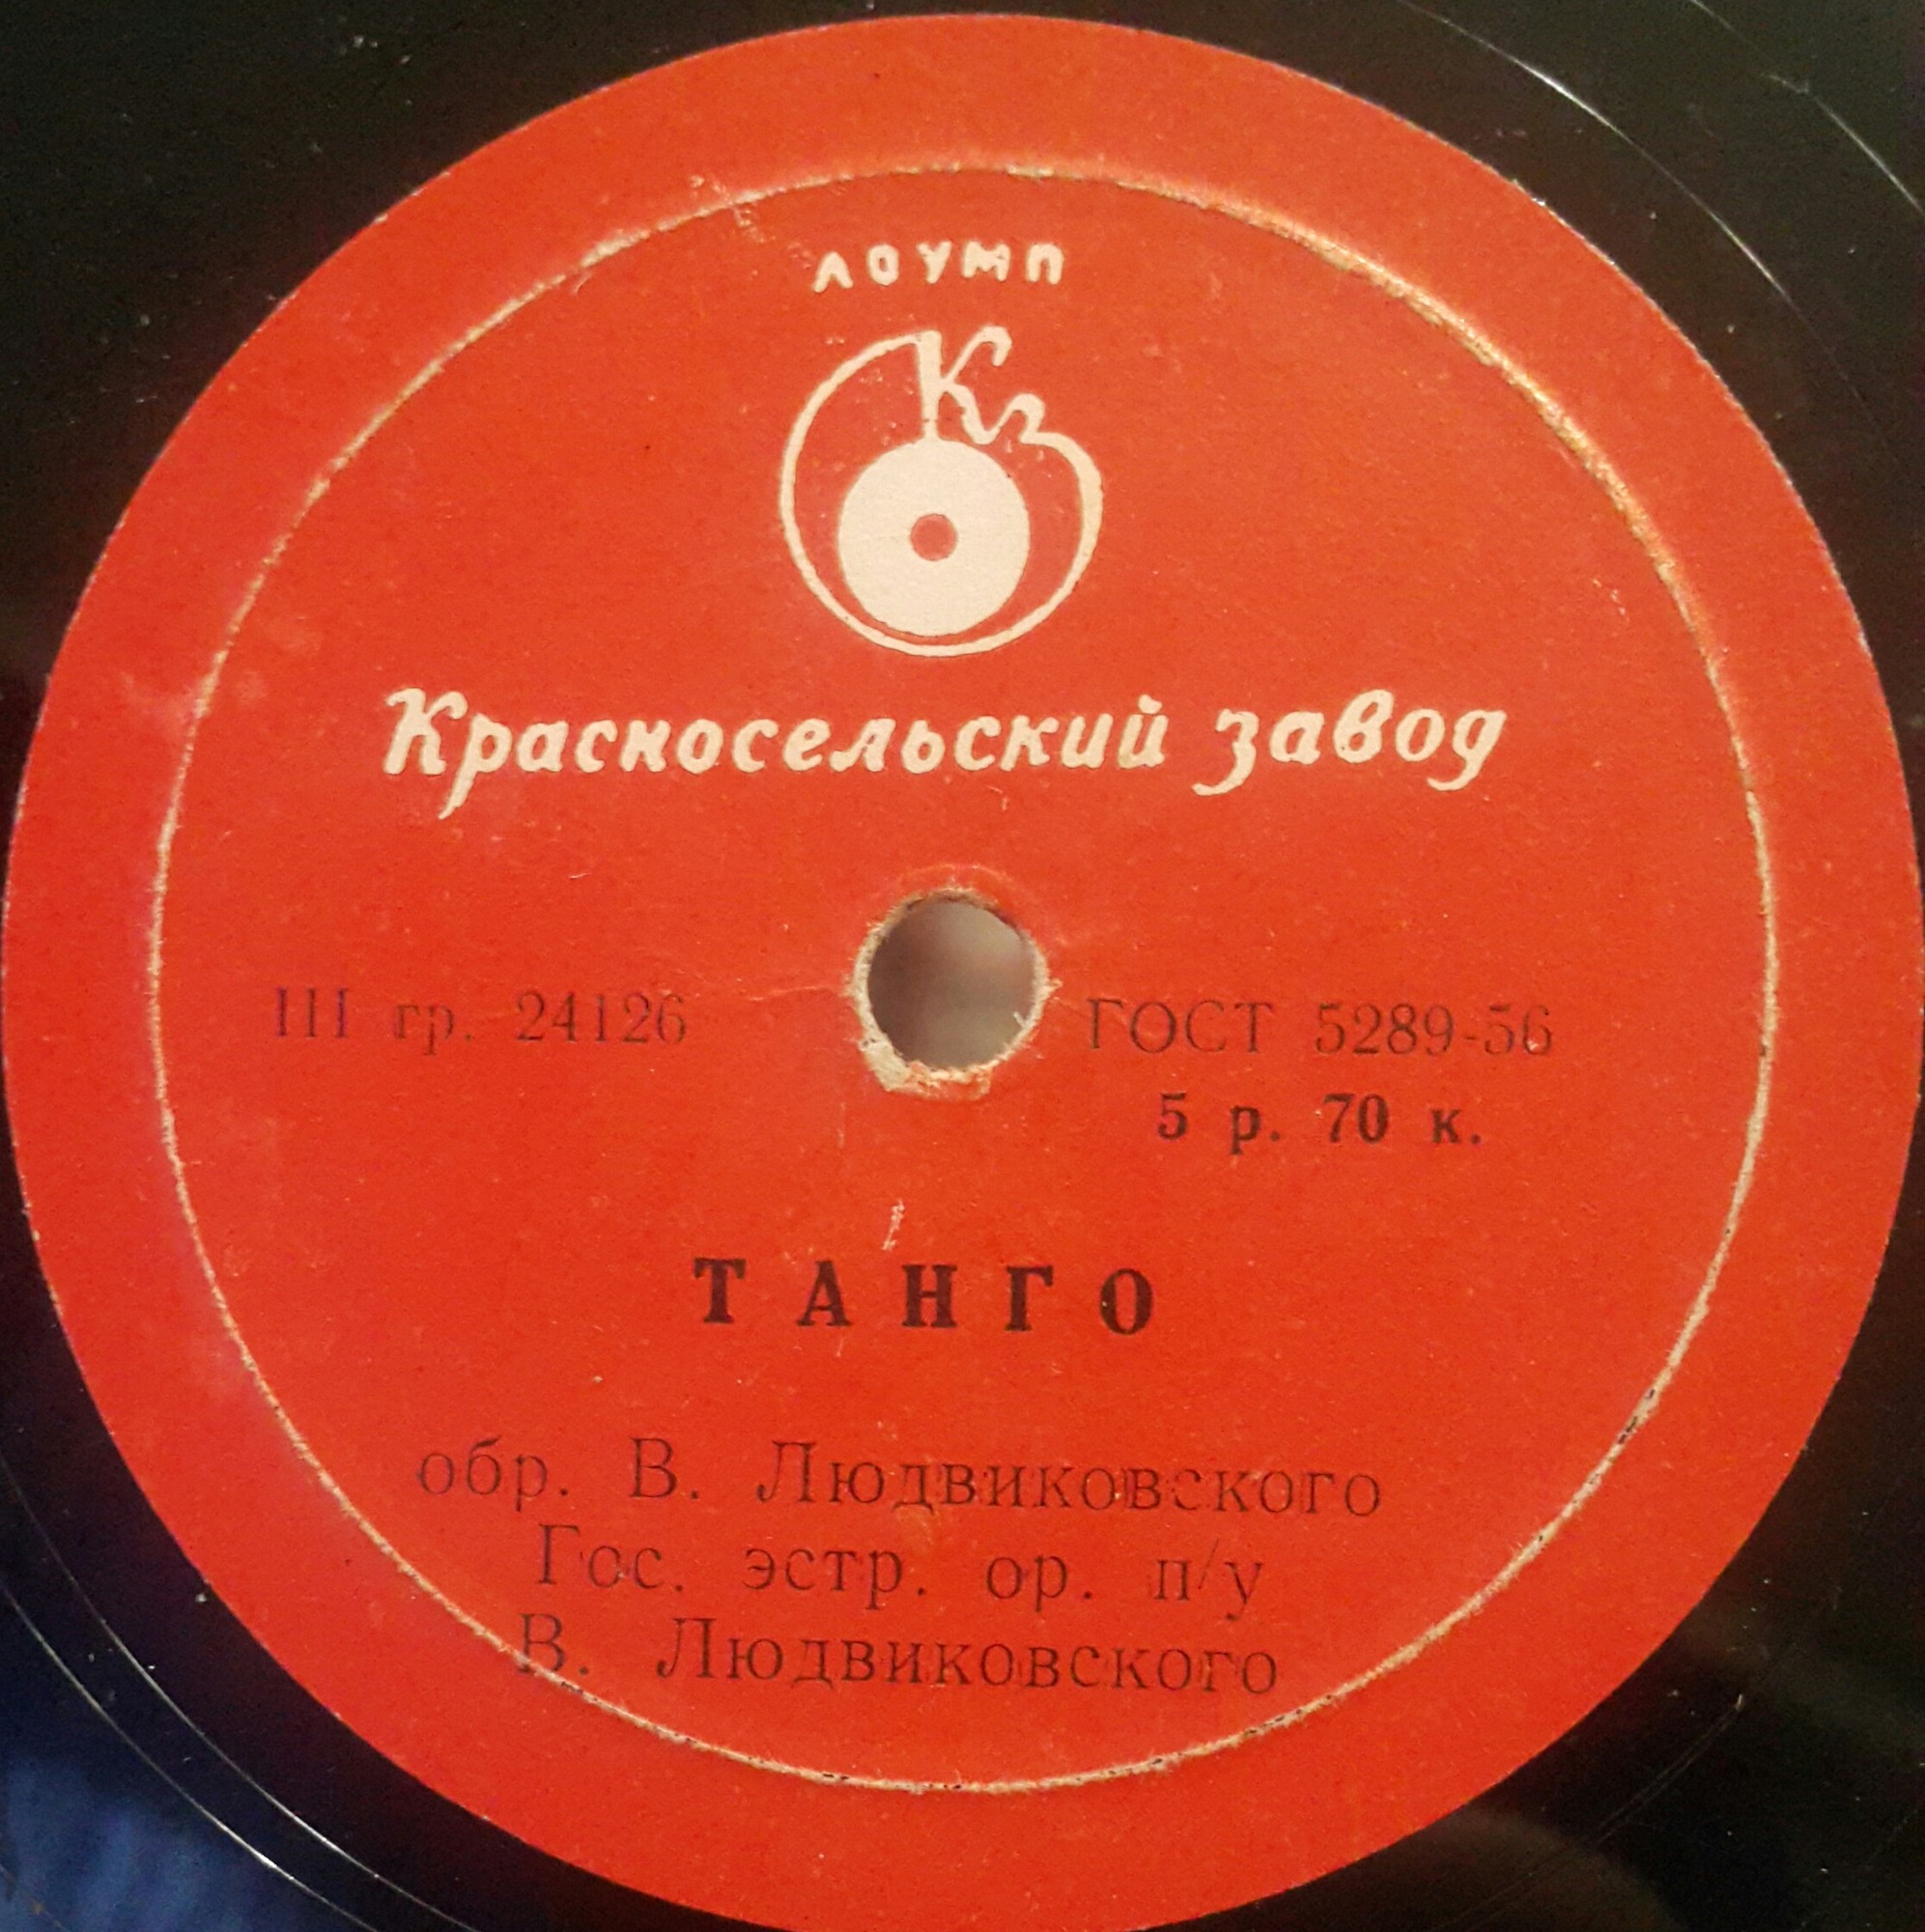 ЛОУМП
Кз
Красносельский завод
III гр. 24126
ГОСТ 5289-56
5 р. 70 к.
ТАНГО
обр. В. Людвиковского
Гос. эстр. ор. п/у
В. Людвиковского